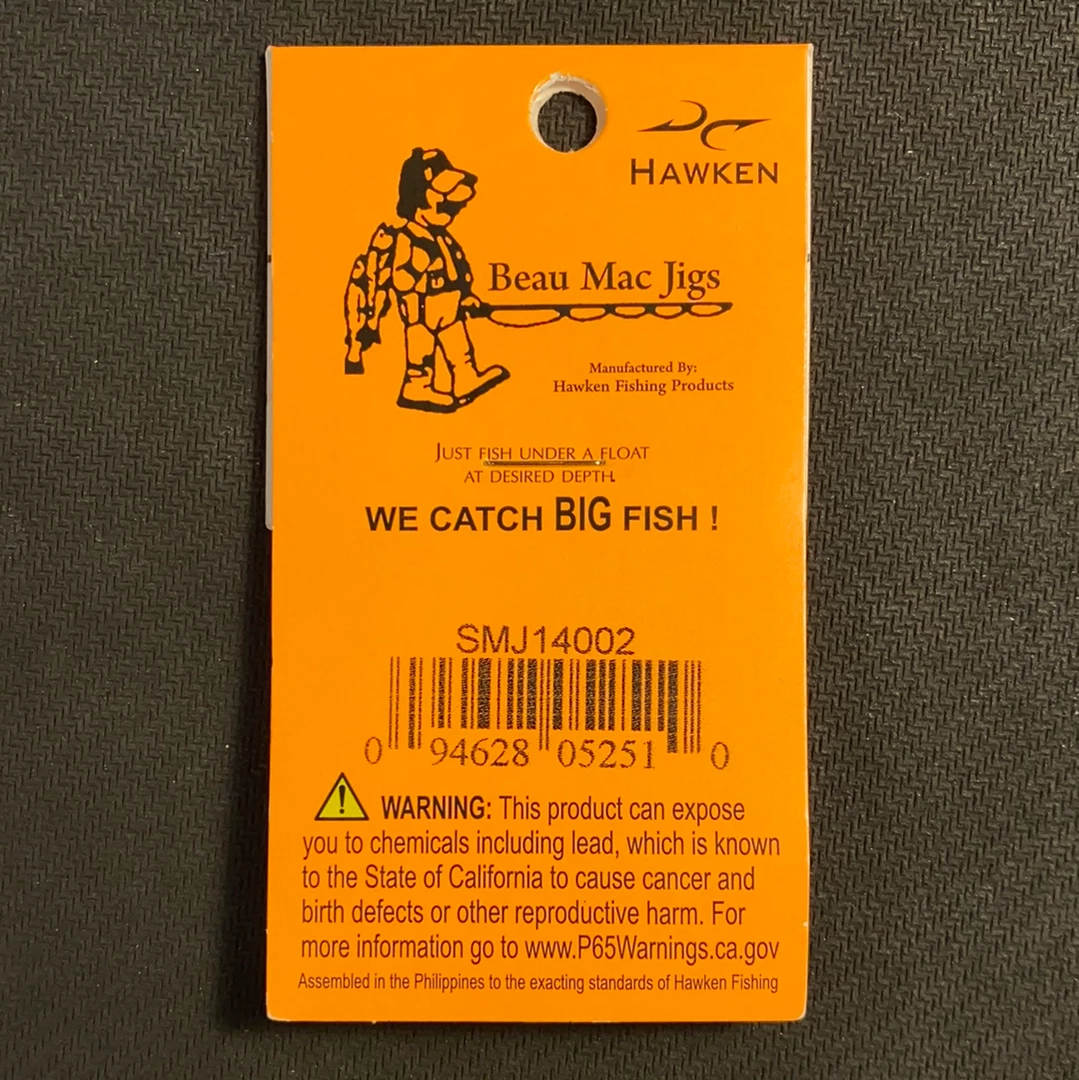 HAWKEN
Beau Mac Jigs
Manufactured By:
Hawken Fishing Products
JUST FISH UNDER A FLOAT
AT DESIRED DEPTH.
WE CATCH BIG FISH !
SMJ14002
0 94628 05251 0
WARNING: This product can expose
you to chemicals including lead, which is known
to the State of California to cause cancer and
birth defects or other reproductive harm. For
more information go to www.P65Warnings.ca.gov
Assembled in the Philippines to the exacting standards of Hawken Fishing